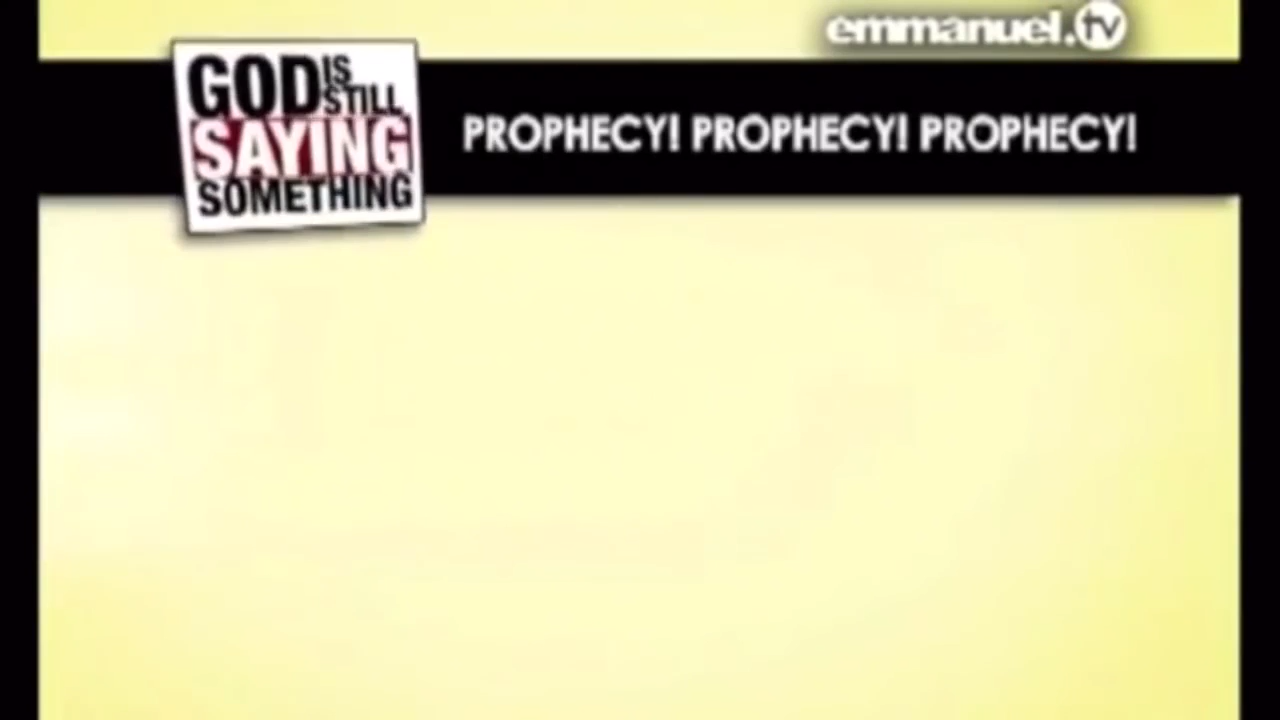 emmanuel.tv
GOD IS STILL
SAYING
SOMETHING
PROPHECY! PROPHECY! PROPHECY!